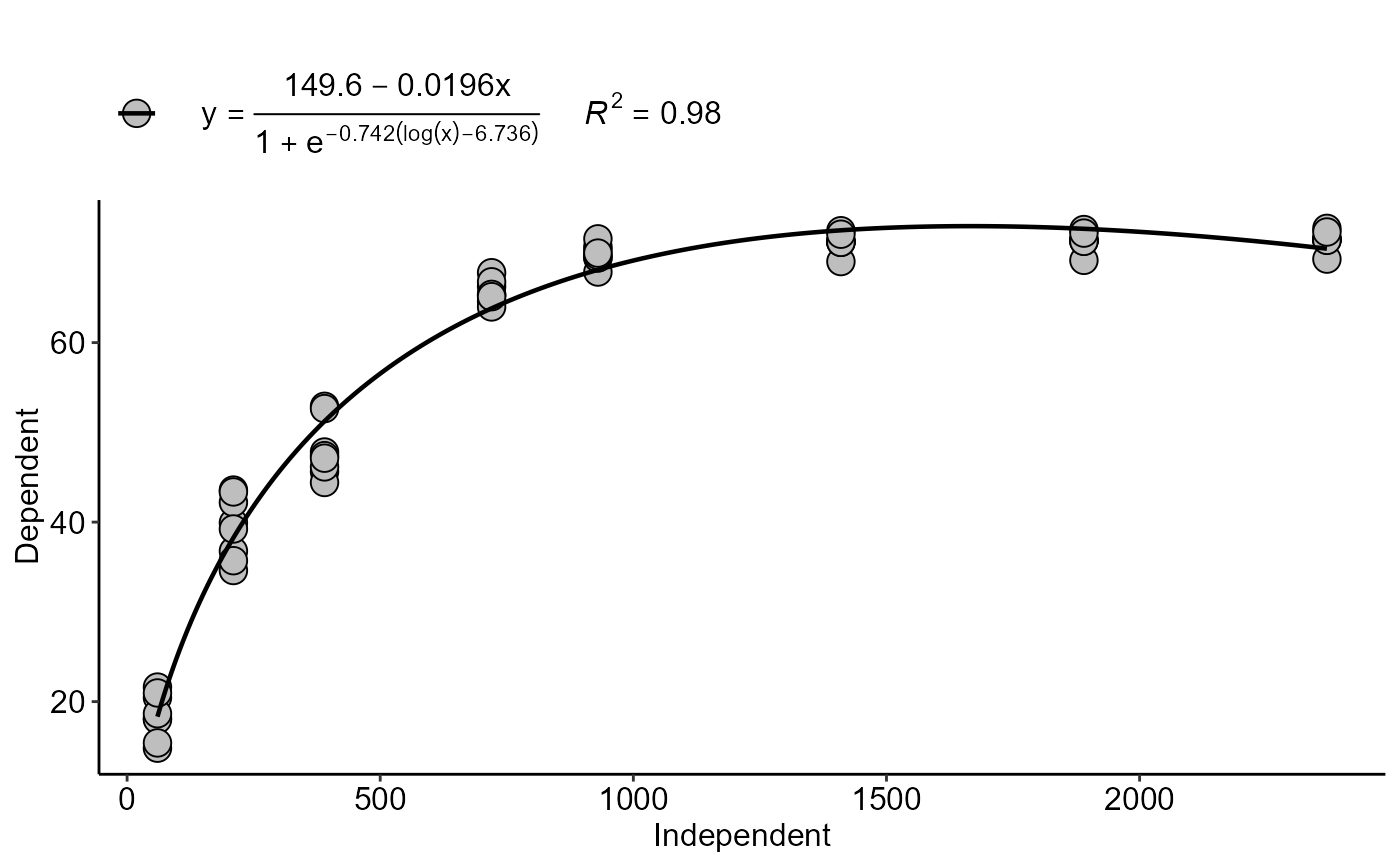 149.6 − 0.0196x
y = R² = 0.98
1 + e^−0.742(log(x)−6.736)
60
40
20
Dependent
0 500 1000 1500 2000
Independent